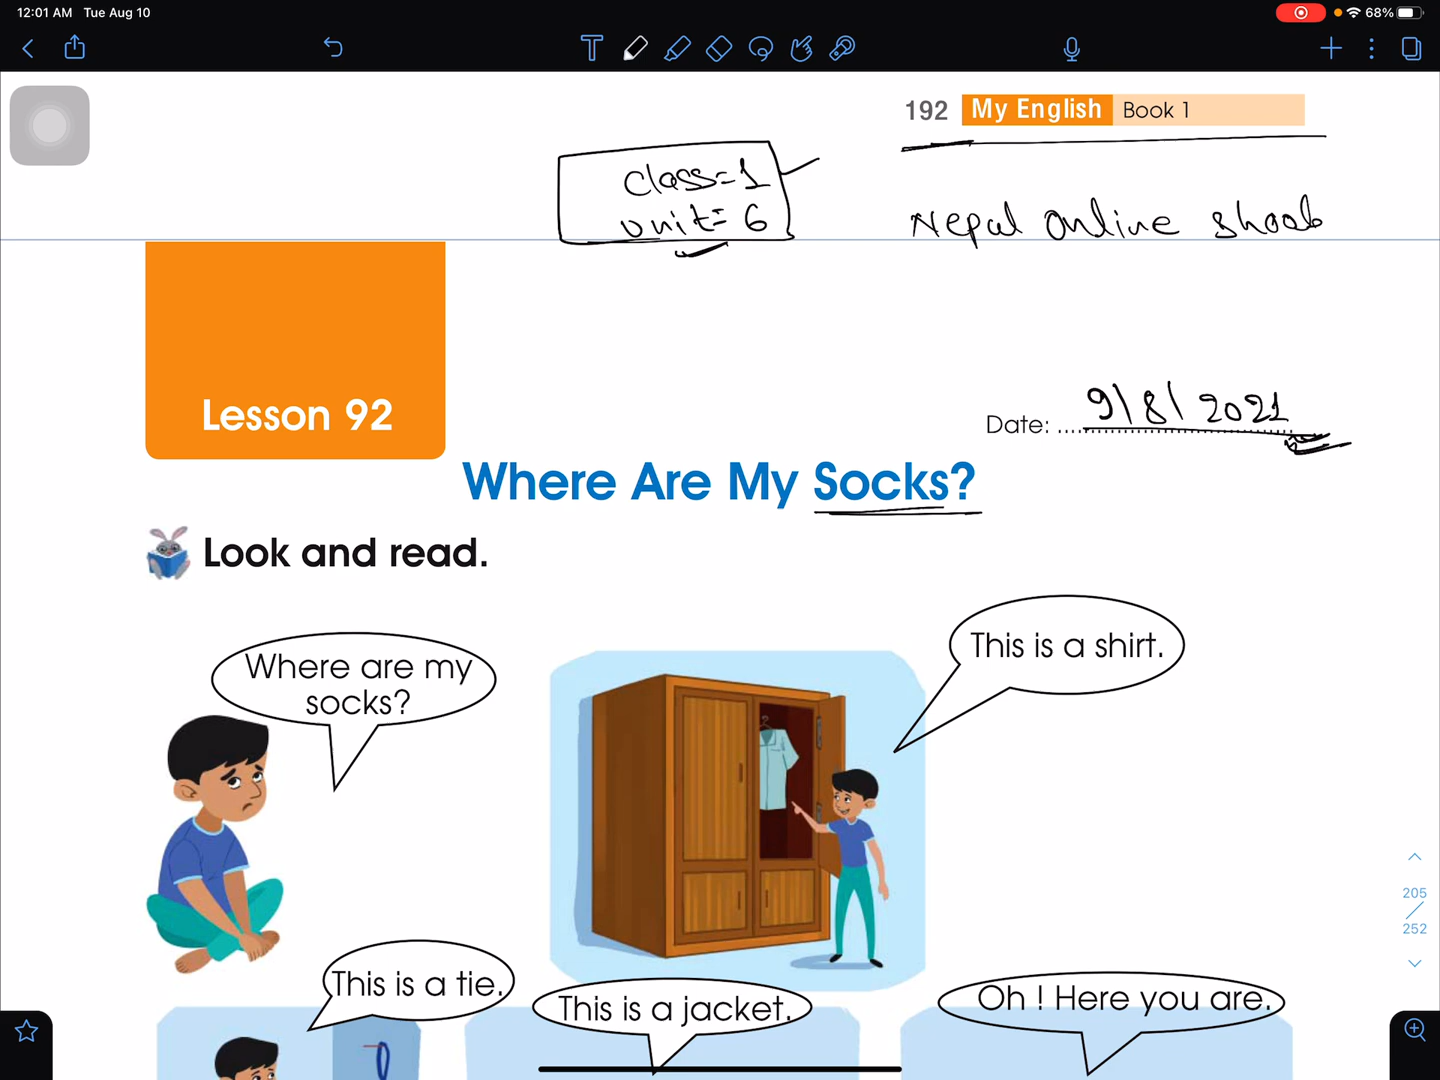 12:01 AM Tue Aug 10
68%
192 My English Book 1
Class=1
Unit=6
Nepal Online
Lesson 92
Date: 9/8/2021
Where Are My Socks?
Look and read.
Where are my
socks?
This is a shirt.
This is a tie.
This is a jacket.
Oh ! Here you are.
205
252